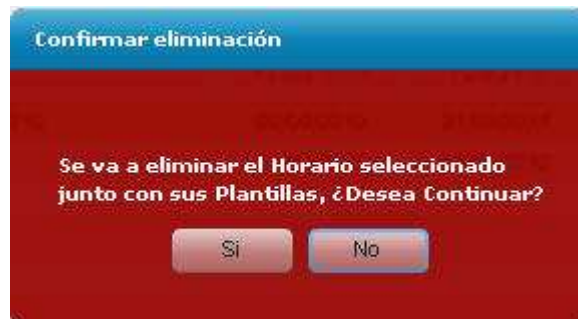 Confirmar eliminación
Se va a eliminar el Horario seleccionado
junto con sus Plantillas, ¿Desea Continuar?
Si
No